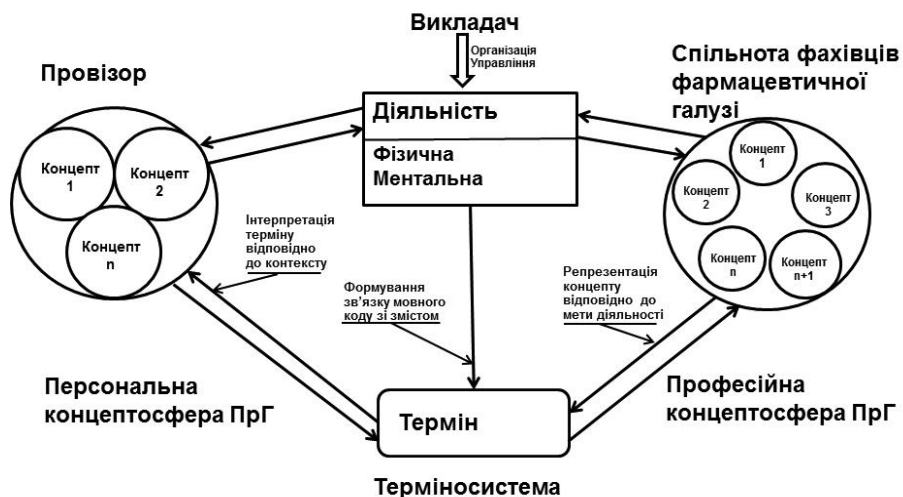 Викладач
Організація
Управління
Провізор
Спільнота фахівців
фармацевтичної
галузі
Діяльність
Фізична
Ментальна
Концепт
1
Концепт
2
Концепт
n
Концепт
1
Концепт
2
Концепт
3
Концепт
n
Концепт
n+1
Інтерпретація
терміну
відповідно
до контексту
Формування
зв'язку мовного
коду зі змістом
Репрезентація
концепту
відповідно до
мети діяльності
Персональна
концептосфера ПрГ
Термін
Професійна
концептосфера ПрГ
Терміносистема